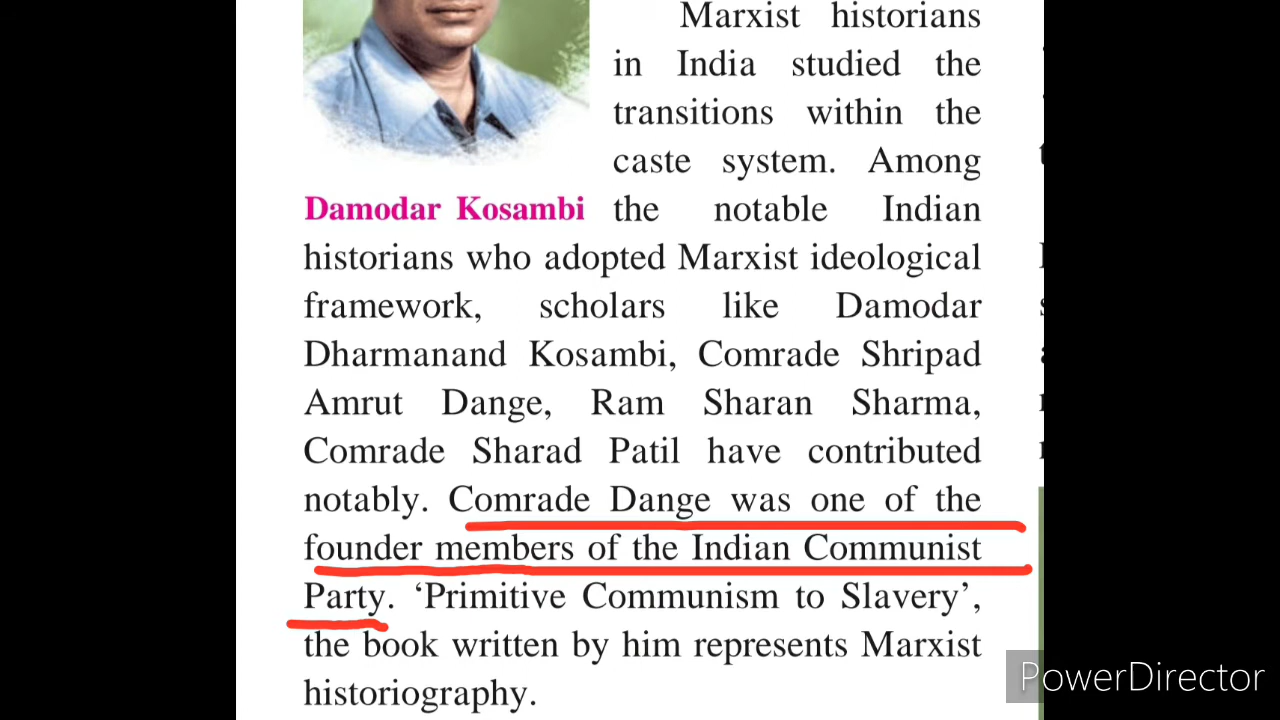 Marxist historians
in India studied the
transitions within the
caste system. Among
Damodar Kosambi
the notable Indian
historians who adopted Marxist ideological
framework, scholars like Damodar
Dharmanand Kosambi, Comrade Shripad
Amrut Dange, Ram Sharan Sharma,
Comrade Sharad Patil have contributed
notably. Comrade Dange was one of the
founder members of the Indian Communist
Party. ‘Primitive Communism to Slavery’,
the book written by him represents Marxist
historiography.
PowerDirector